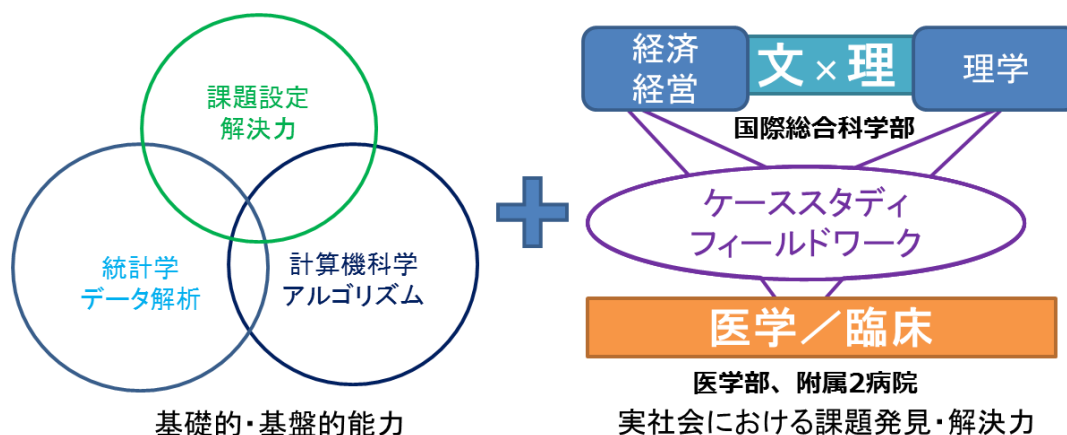 課題設定
解決力
統計学
データ解析
計算機科学
アルゴリズム
基礎的・基盤的能力
+
経済
経営
文×理
理学
国際総合科学部
ケーススタディ
フィールドワーク
医学／臨床
医学部、附属2病院
実社会における課題発見・解決力